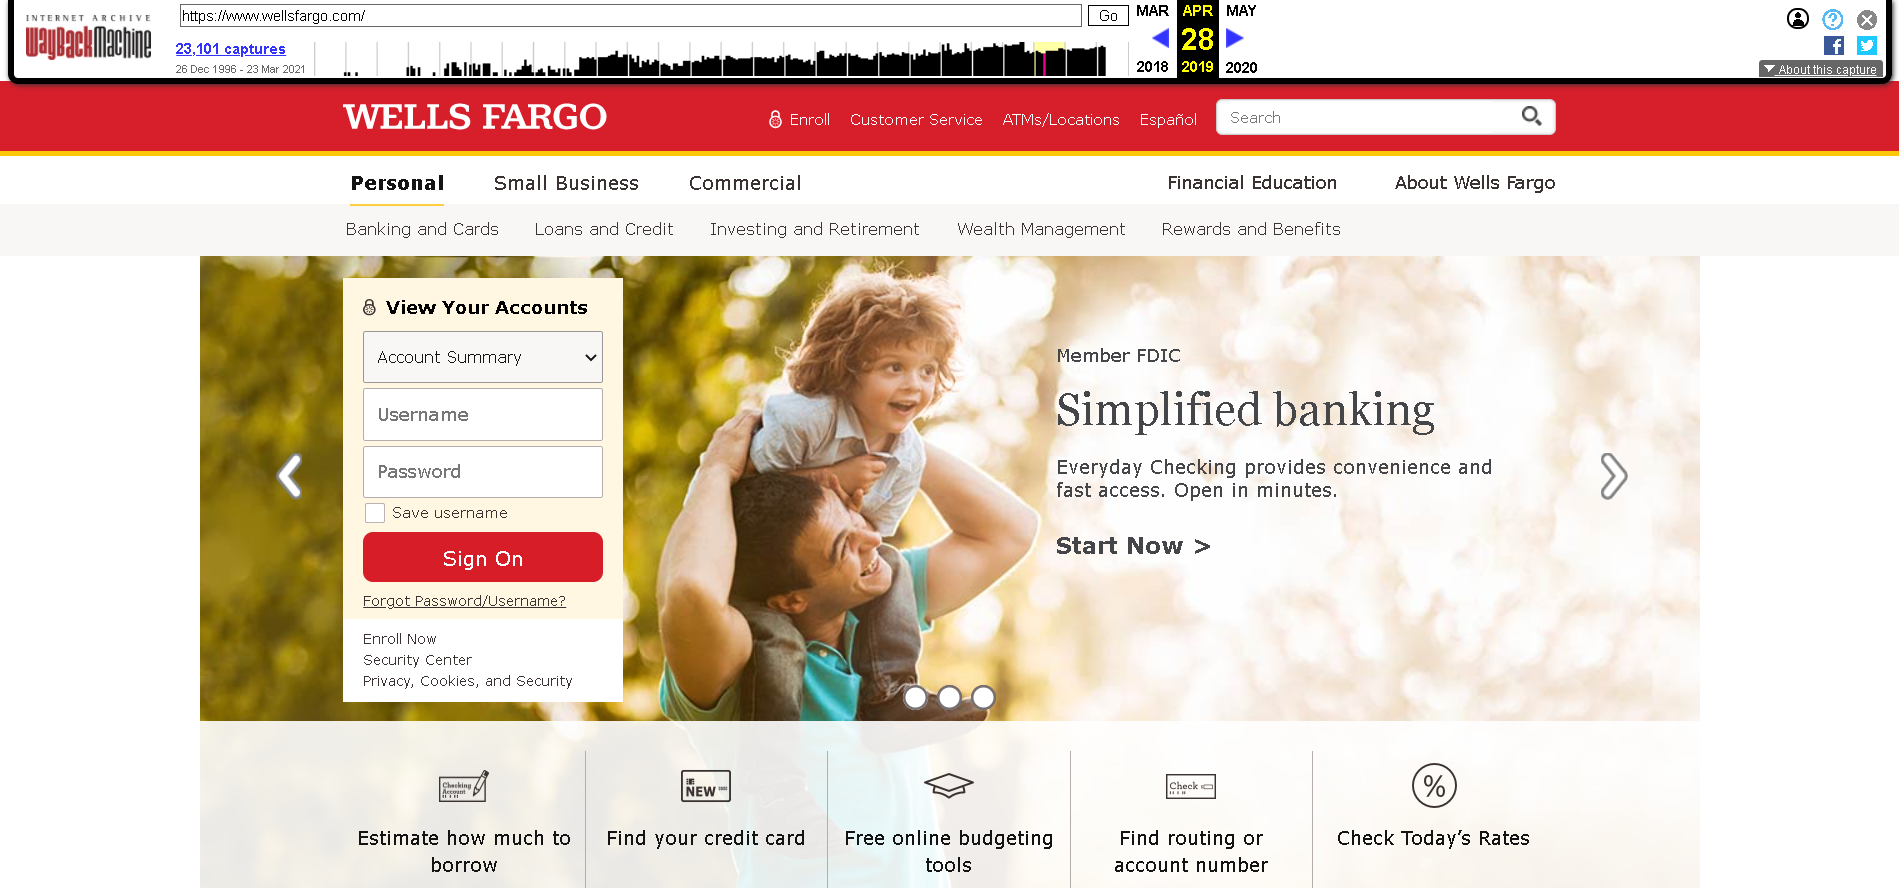 INTERNET ARCHIVE
WayBackMachine
https://www.wellsfargo.com/
Go
MAR APR MAY
23,101 captures
28
26 Dec 1996 - 23 Mar 2021
2018 2019 2020
About this capture
WELLS FARGO
Enroll Customer Service ATMs/Locations Español Search
Personal Small Business Commercial Financial Education About Wells Fargo
Banking and Cards Loans and Credit Investing and Retirement Wealth Management Rewards and Benefits
View Your Accounts
Account Summary
Username
Password
Save username
Sign On
Forgot Password/Username?
Enroll Now
Security Center
Privacy, Cookies, and Security
Member FDIC
Simplified banking
Everyday Checking provides convenience and
fast access. Open in minutes.
Start Now >
Checking
Account
Estimate how much to
borrow
NEW
Find your credit card
Free online budgeting
tools
Check
Find routing or
account number
%
Check Today’s Rates